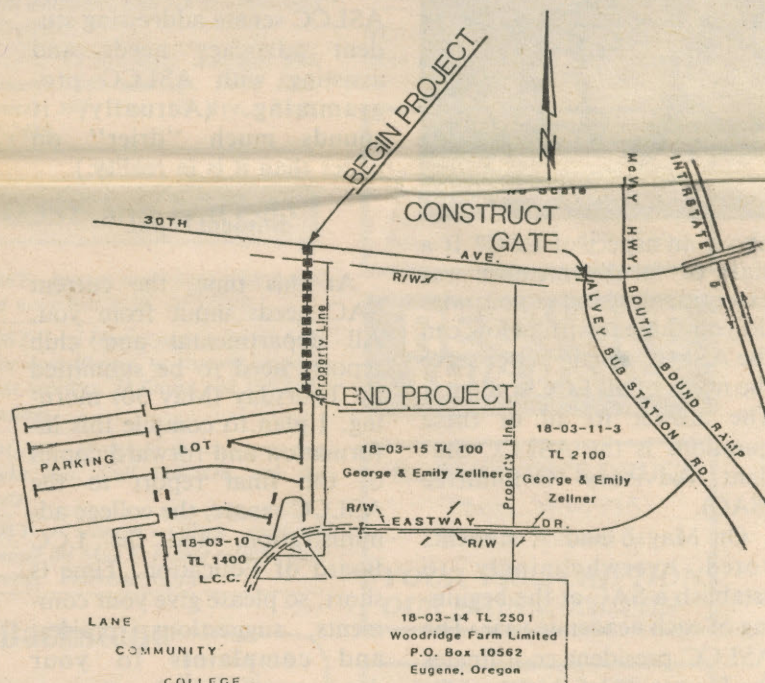 BEGIN PROJECT
No Scale
CONSTRUCT
GATE
30TH
AVE.
R/W
McVAY HWY. SOUTH
BOUND RAMP
INTIRSTATE 5
ALVEY SUB STATION RD.
Property Line
END PROJECT
PARKING
LOT
18-03-15 TL 100
George & Emily Zellner
Property Line
18-03-11-3
TL 2100
George & Emily
Zellner
R/W
EASTWAY DR.
R/W
18-03-10
TL 1400
L.C.C.
LANE
COMMUNITY
COLLEGE
18-03-14 TL 2501
Woodridge Farm Limited
P.O. Box 10562
Eugene, Oregon